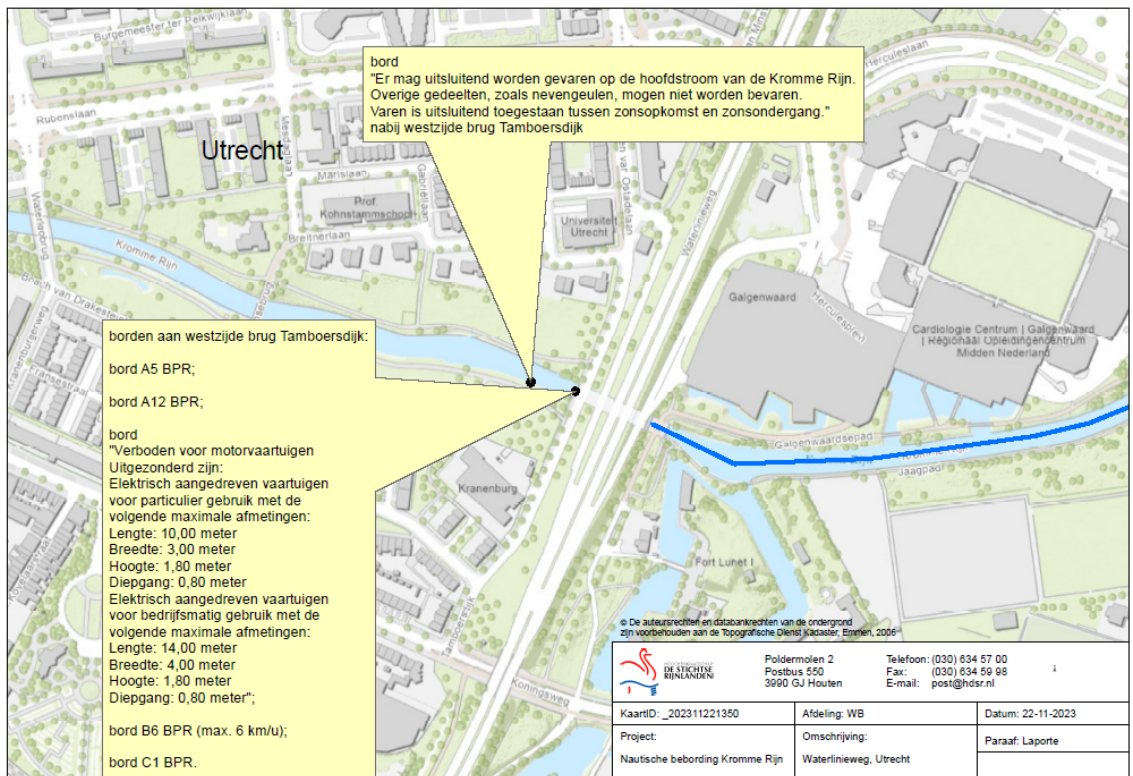 Burgemeester ter Pelkwijklaan
Herculeslaan
bord
"Er mag uitsluitend worden gevaren op de hoofdstroom van de Kromme Rijn.
Overige gedeelten, zoals nevengeulen, mogen niet worden bevaren.
Varen is uitsluitend toegestaan tussen zonsopkomst en zonsondergang."
nabij westzijde brug Tamboersdijk
Rubenslaan
Mesdaglaan
Utrecht
Marislaan
Gabriëllaan
Prof.
Kohnstammschool
Breitnerlaan
Universiteit
Utrecht
van Ostadelaan
Waterlinieweg
Kromme Rijn
Galgenwaard
Herculesplein
Cardiologie Centrum | Galgenwaard
| Regionaal Opleidingencentrum
Midden Nederland
Kranenburgerweg
Fransestraat
borden aan westzijde brug Tamboersdijk:
bord A5 BPR;
bord A12 BPR;
bord
"Verboden voor motorvaartuigen
Uitgezonderd zijn:
Elektrisch aangedreven vaartuigen
voor particulier gebruik met de
volgende maximale afmetingen:
Lengte: 10,00 meter
Breedte: 3,00 meter
Hoogte: 1,80 meter
Diepgang: 0,80 meter
Elektrisch aangedreven vaartuigen
voor bedrijfsmatig gebruik met de
volgende maximale afmetingen:
Lengte: 14,00 meter
Breedte: 4,00 meter
Hoogte: 1,80 meter
Diepgang: 0,80 meter";
bord B6 BPR (max. 6 km/u);
bord C1 BPR.
Galgenwaardsepad
Jaagpad
Kranenburg
Fort Lunet I
Koningsweg
© De auteursrechten en databankrechten van de ondergrond
zijn voorbehouden aan de Topografische Dienst Kadaster, Emmen, 2006
HOOGHEEMRAADSCHAP
DE STICHTSE
RIJNLANDEN
Poldermolen 2
Postbus 550
3990 GJ Houten
Telefoon: (030) 634 57 00
Fax: (030) 634 59 98
E-mail: post@hdsr.nl
KaartID: _202311221350
Afdeling: WB
Datum: 22-11-2023
Project:
Nautische bebording Kromme Rijn
Omschrijving:
Waterlinieweg, Utrecht
Paraaf: Laporte